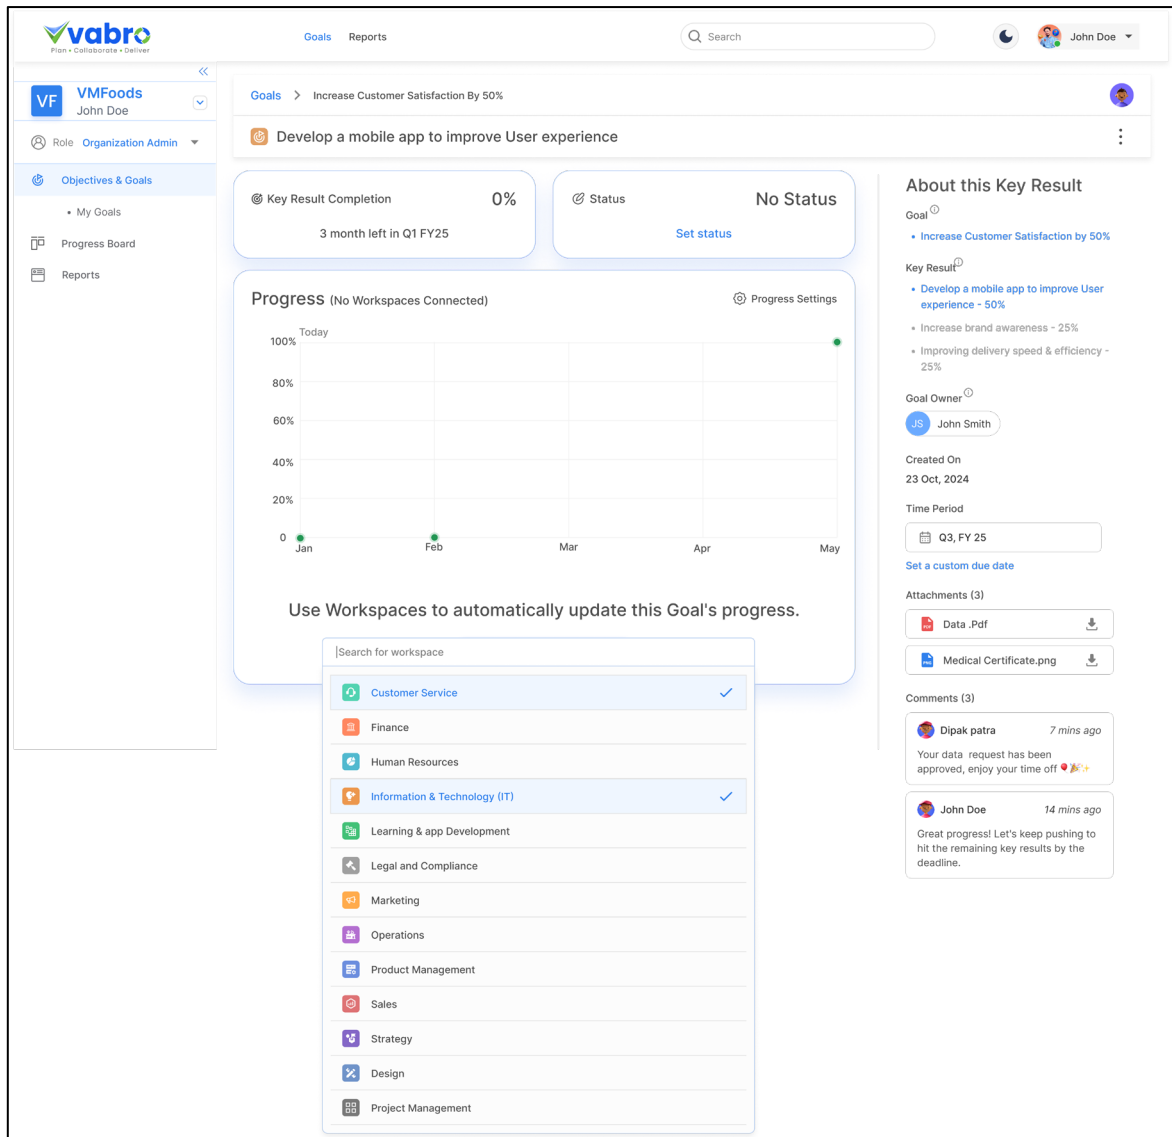 vabro
Plan • Collaborate • Deliver
Goals
Reports
Search
John Doe
VF
VMFoods
John Doe
Role Organization Admin
Objectives & Goals
• My Goals
Progress Board
Reports
Goals > Increase Customer Satisfaction By 50%
Develop a mobile app to improve User experience
Key Result Completion 0%
3 month left in Q1 FY25
Status No Status
Set status
Progress (No Workspaces Connected)
Progress Settings
Today
100%
80%
60%
40%
20%
0
Jan Feb Mar Apr May
Use Workspaces to automatically update this Goal's progress.
Search for workspace
Customer Service
Finance
Human Resources
Information & Technology (IT)
Learning & app Development
Legal and Compliance
Marketing
Operations
Product Management
Sales
Strategy
Design
Project Management
About this Key Result
Goal
• Increase Customer Satisfaction by 50%
Key Result
• Develop a mobile app to improve User
experience - 50%
• Increase brand awareness - 25%
• Improving delivery speed & efficiency -
25%
Goal Owner
JS John Smith
Created On
23 Oct, 2024
Time Period
Q3, FY 25
Set a custom due date
Attachments (3)
PDF Data .Pdf
PNG Medical Certificate.png
Comments (3)
Dipak patra 7 mins ago
Your data request has been
approved, enjoy your time off 🎈🎉✨
John Doe 14 mins ago
Great progress! Let's keep pushing to
hit the remaining key results by the
deadline.